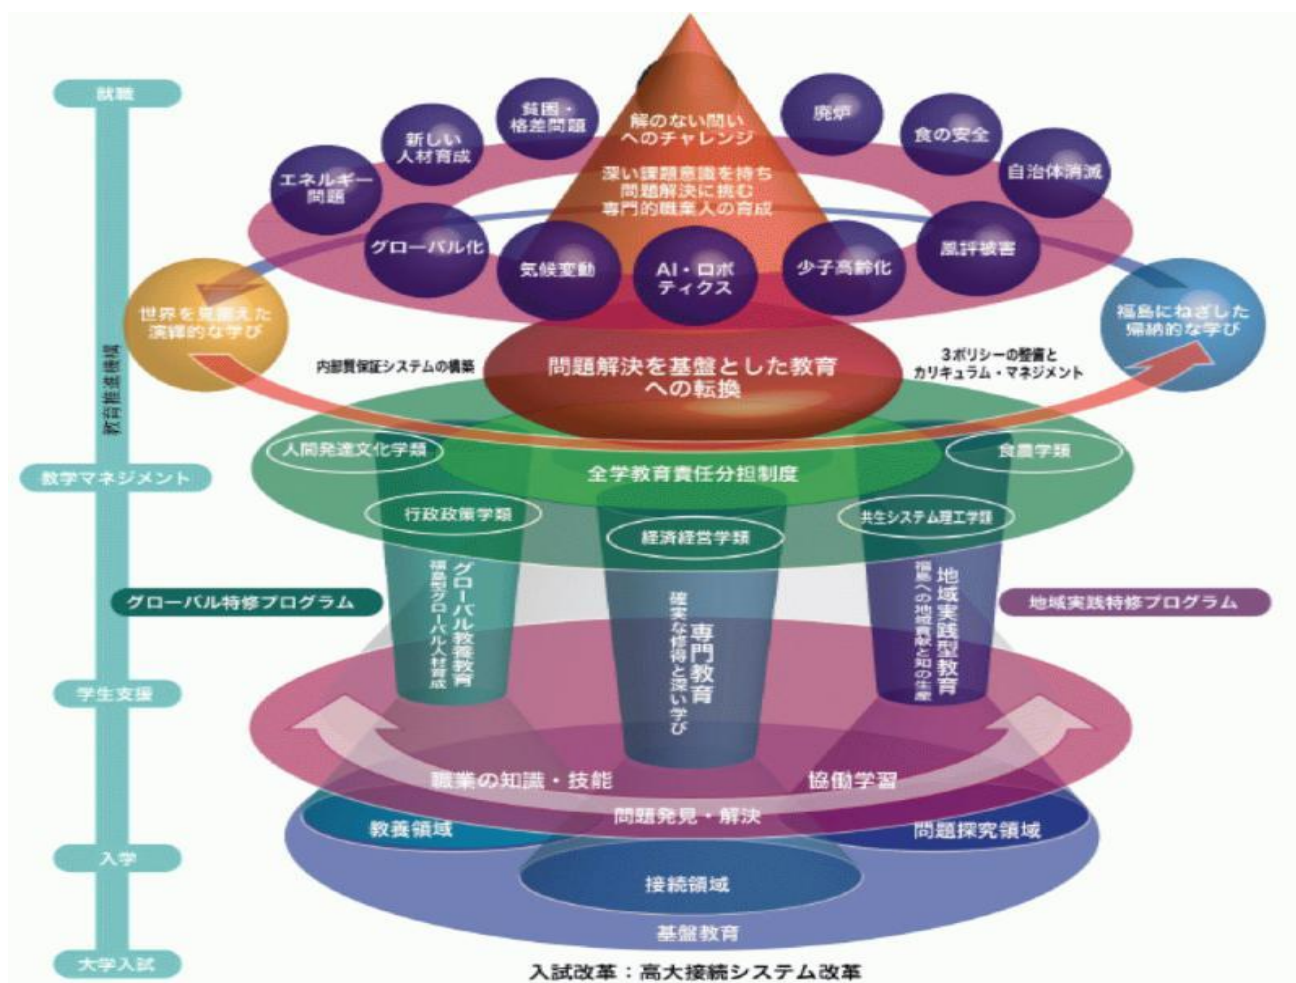 就職
貧困・
格差問題
新しい
人材育成
エネルギー
問題
グローバル化
気候変動
AI・ロボ
ティクス
少子高齢化
風評被害
自治体消滅
食の安全
廃炉
解のない問い
へのチャレンジ
深い課題意識を持ち
問題解決に挑む
専門的職業人の育成
世界を見据えた
演繹的な学び
福島にねざした
帰納的な学び
教育推進機構
内部質保証システムの構築
問題解決を基盤とした教育
への転換
3ポリシーの整備と
カリキュラム・マネジメント
人間発達文化学類
食農学類
全学教育責任分担制度
教学マネジメント
行政政策学類
経済経営学類
共生システム理工学類
グローバル特修プログラム
グローバル教養教育
福島型グローバル人材育成
専門教育
確実な修得と深い学び
地域実践型教育
福島への地域貢献と知の生産
地域実践特修プログラム
学生支援
職業の知識・技能
協働学習
問題発見・解決
教養領域
問題探究領域
入学
接続領域
基盤教育
大学入試
入試改革：高大接続システム改革